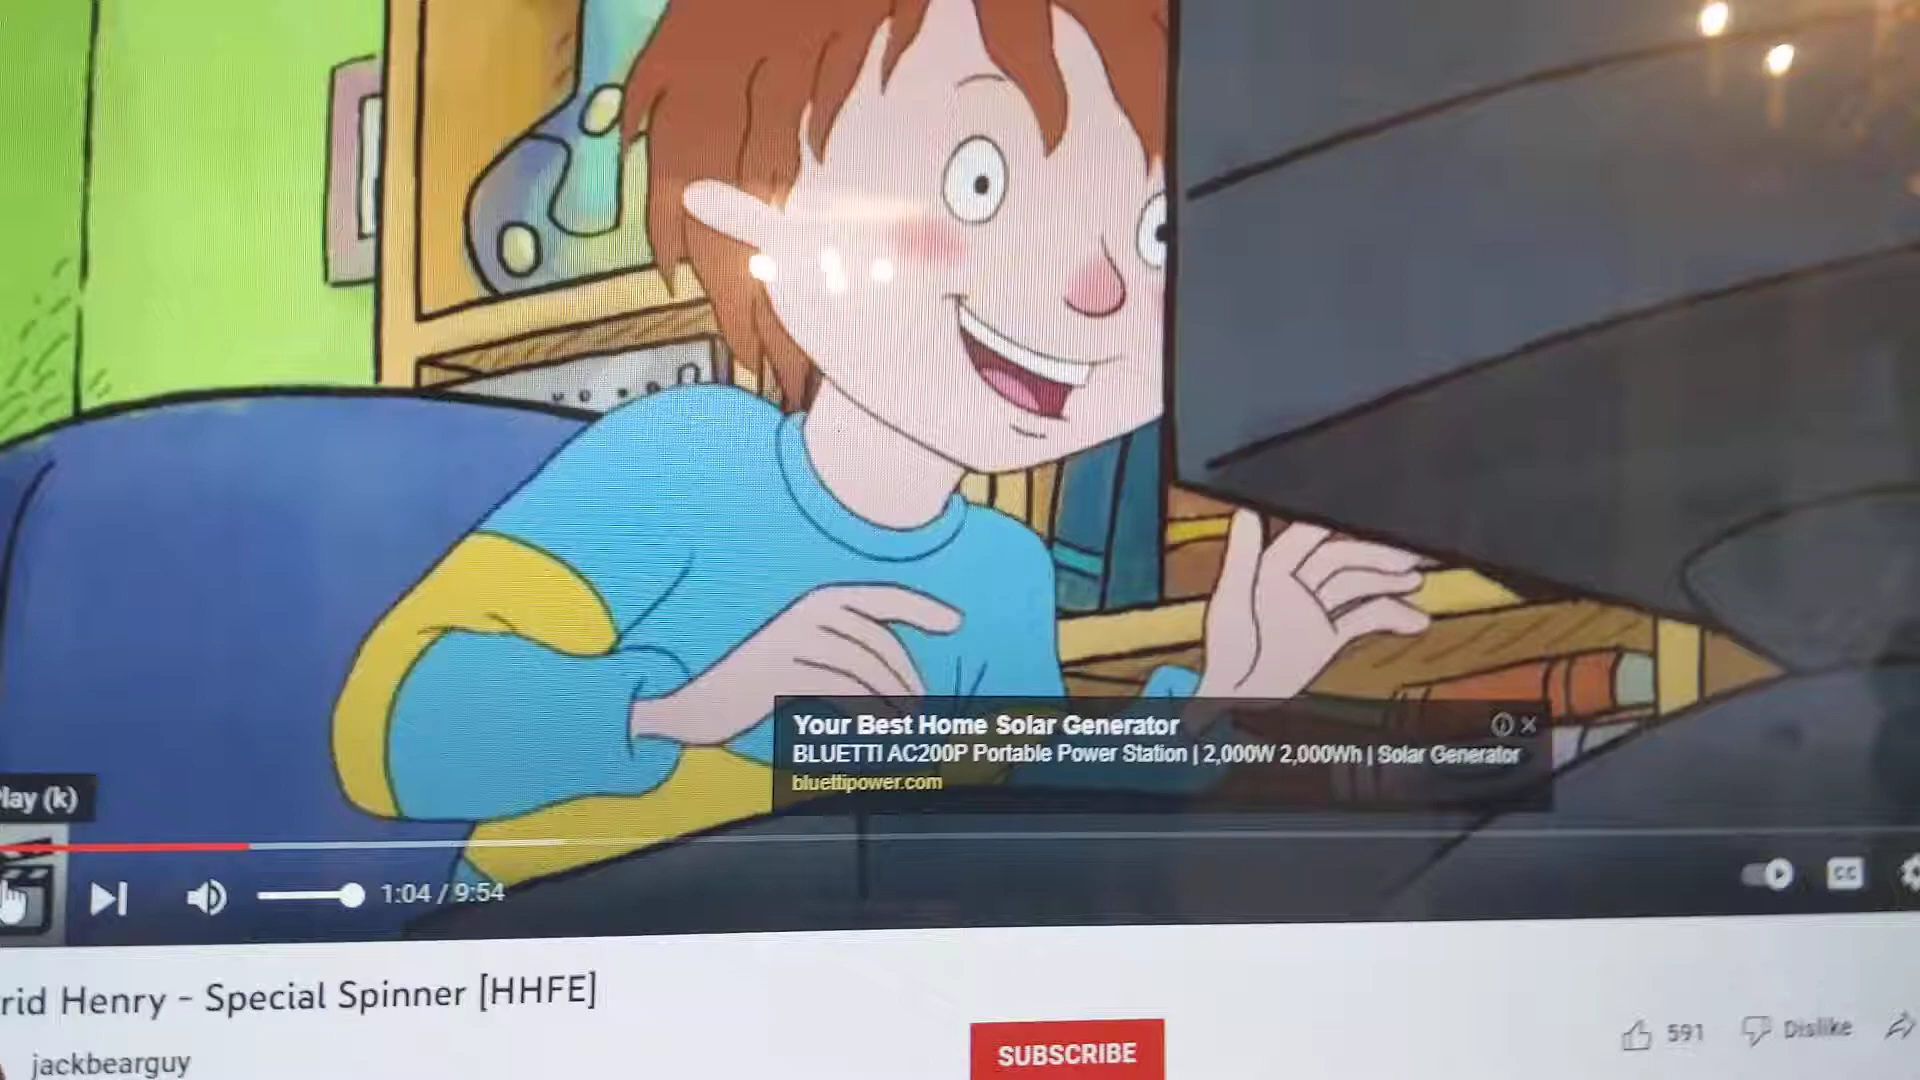 Your Best Home Solar Generator
BLUETTI AC200P Portable Power Station | 2,000W 2,000Wh | Solar Generator
bluettipower.com
lay (k)
1:04 / 9:54
CC
rid Henry - Special Spinner [HHFE]
591
Dislike
jackbearguy
SUBSCRIBE